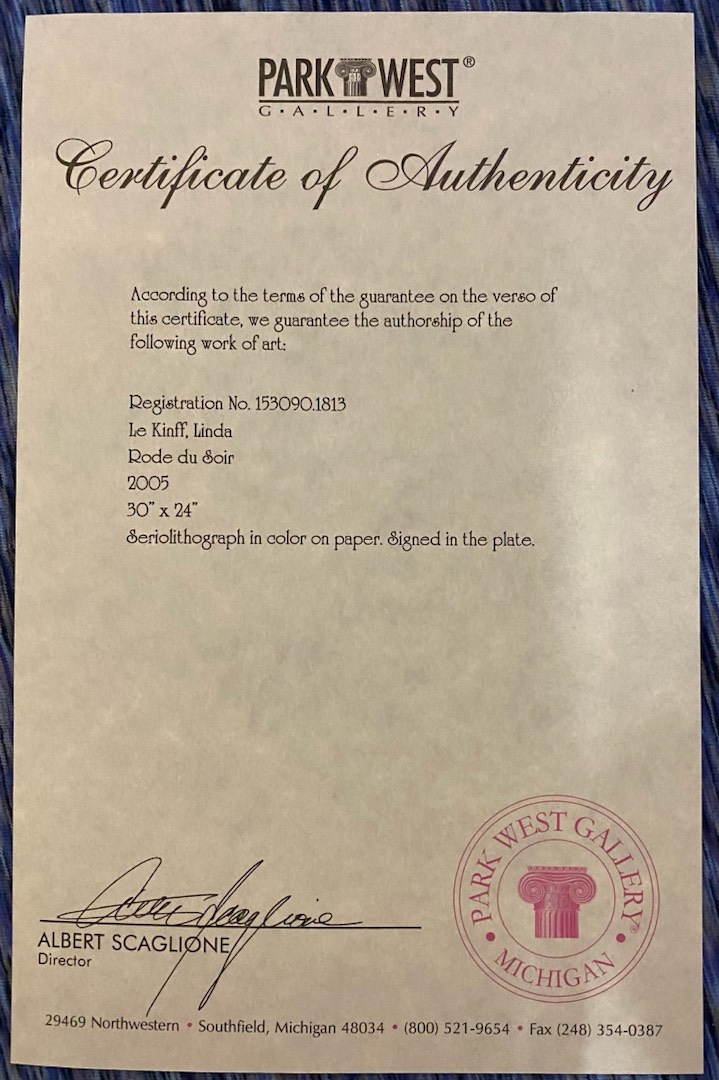 PARK WEST®
G·A·L·L·E·R·Y
Certificate of Authenticity
According to the terms of the guarantee on the verso of
this certificate, we guarantee the authorship of the
following work of art:
Registration No. 153090.1813
Le Kinff, Linda
Rode du Soir
2005
30" x 24"
Seriolithograph in color on paper. Signed in the plate.
Albert Scaglione
ALBERT SCAGLIONE
Director
PARK WEST GALLERY®
• MICHIGAN •
29469 Northwestern • Southfield, Michigan 48034 • (800) 521-9654 • Fax (248) 354-0387